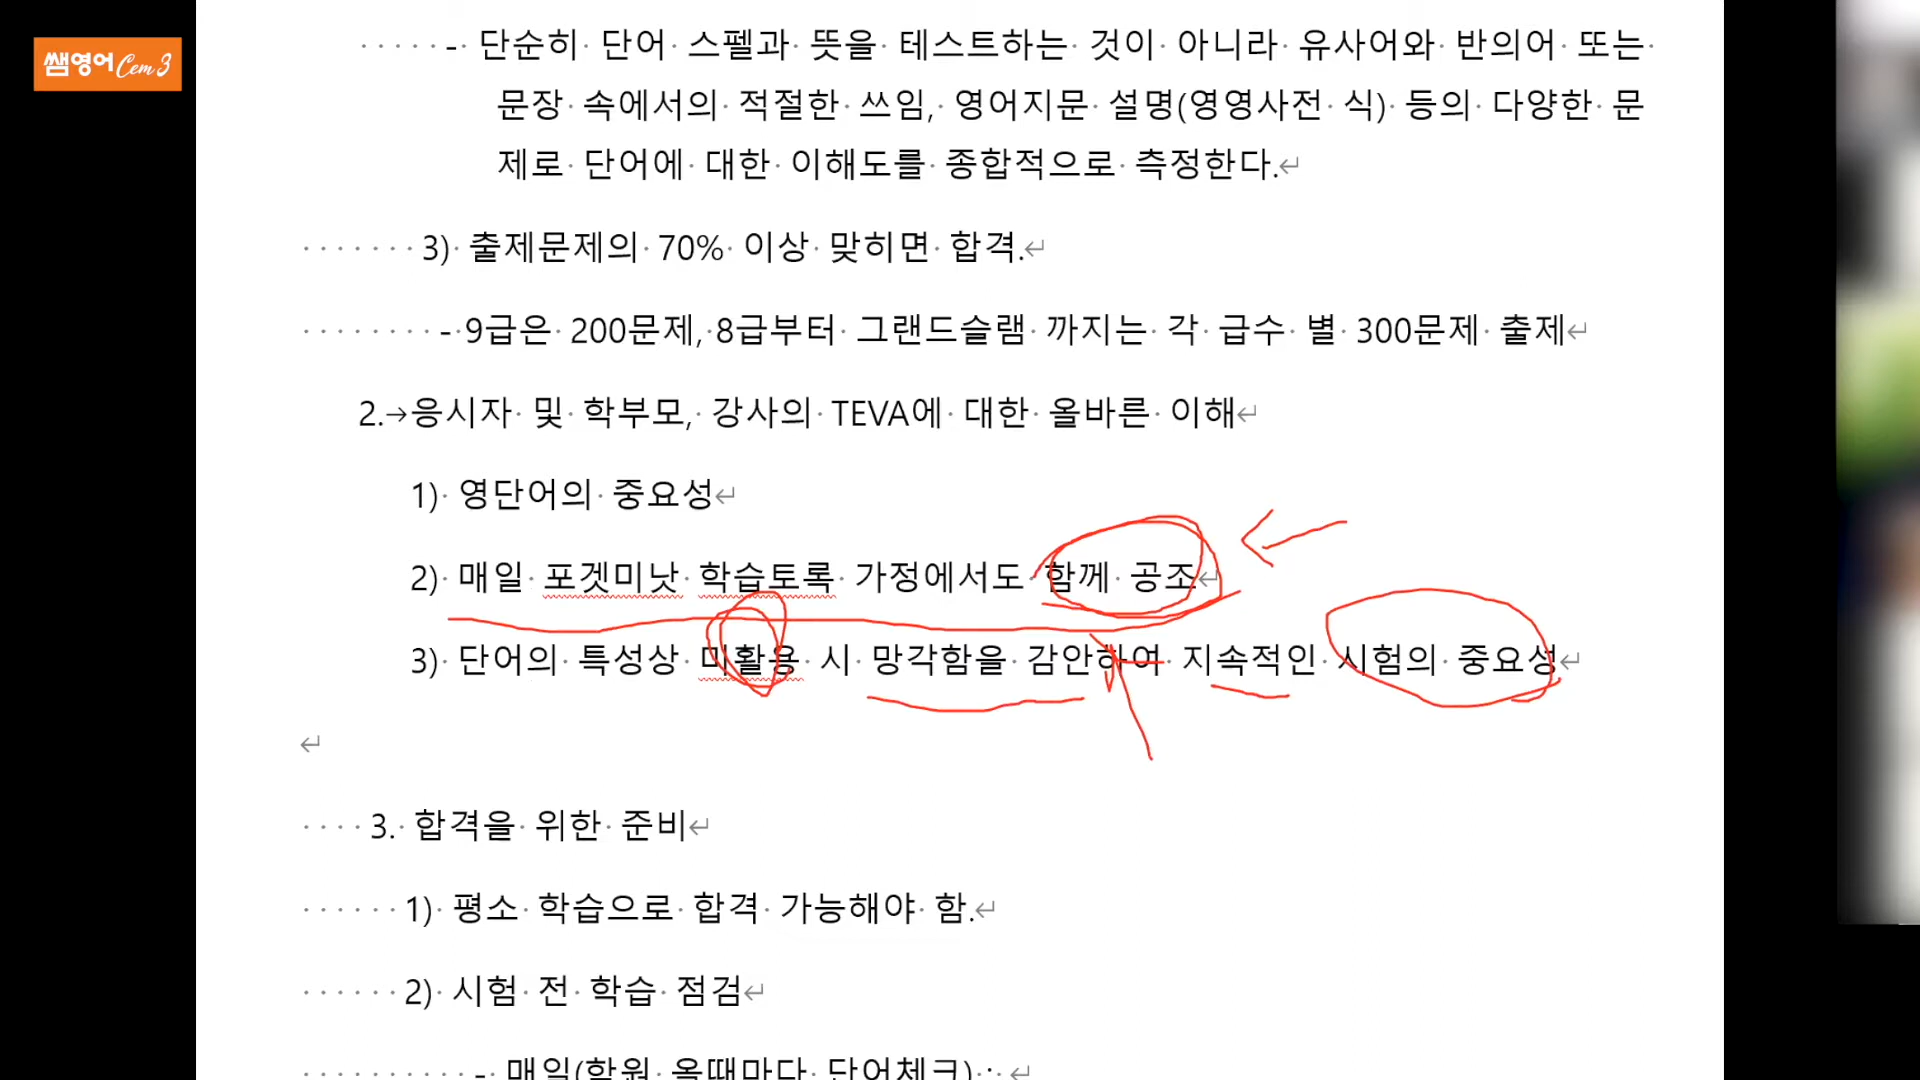 쌤영어 Cem 3
- 단순히 단어 스펠과 뜻을 테스트하는 것이 아니라 유사어와 반의어 또는
문장 속에서의 적절한 쓰임, 영어지문 설명(영영사전 식) 등의 다양한 문
제로 단어에 대한 이해도를 종합적으로 측정한다.
3) 출제문제의 70% 이상 맞히면 합격.
- 9급은 200문제, 8급부터 그랜드슬램 까지는 각 급수 별 300문제 출제
2.→응시자 및 학부모, 강사의 TEVA에 대한 올바른 이해
1) 영단어의 중요성
2) 매일 포겟미낫 학습토록 가정에서도 함께 공조
3) 단어의 특성상 미활용 시 망각함을 감안하여 지속적인 시험의 중요성
3. 합격을 위한 준비
1) 평소 학습으로 합격 가능해야 함.
2) 시험 전 학습 점검
- 매일(학원 올때마다 단어체크)